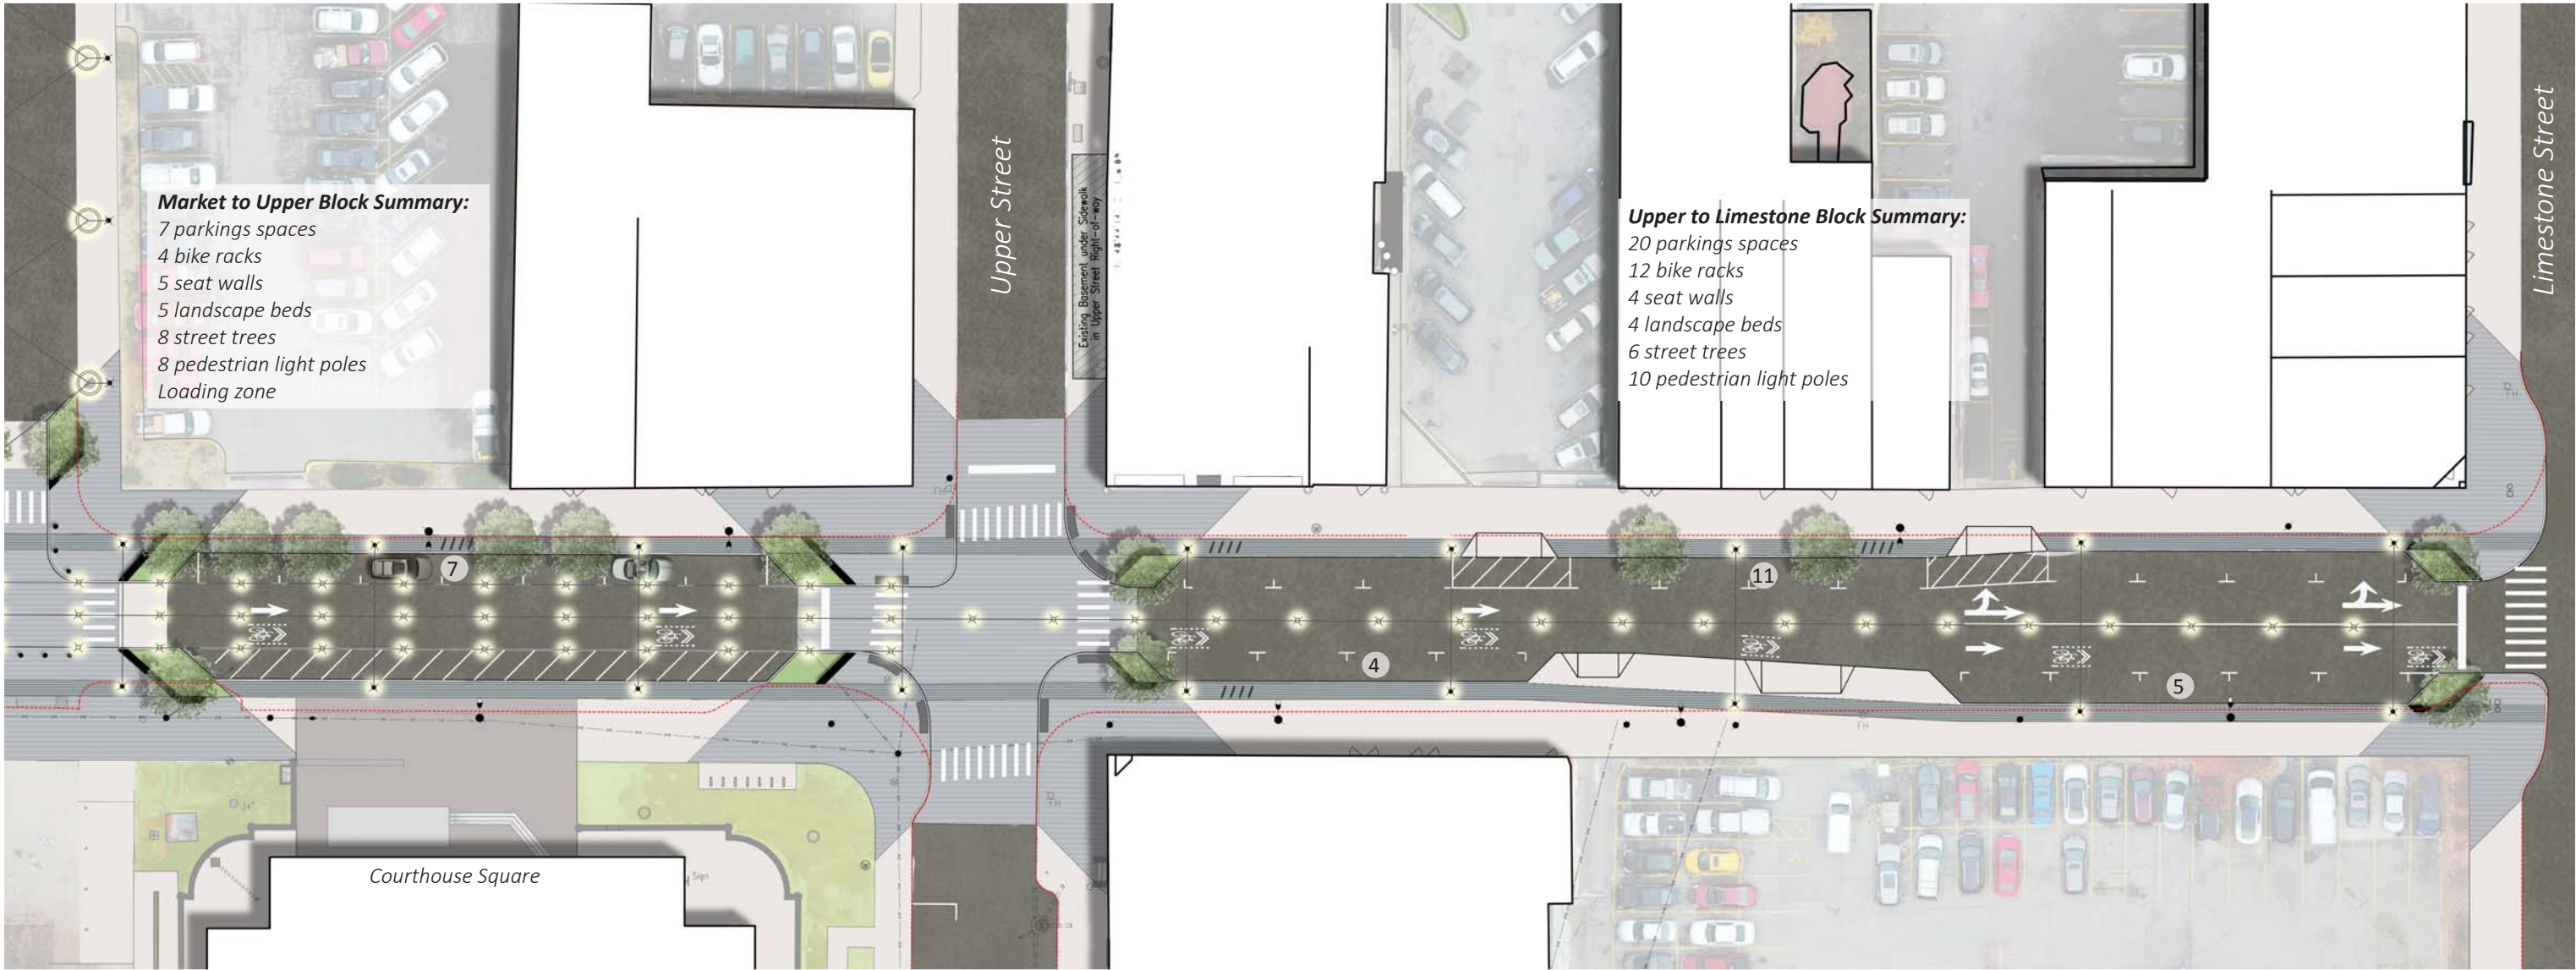 Market to Upper Block Summary:
7 parkings spaces
4 bike racks
5 seat walls
5 landscape beds
8 street trees
8 pedestrian light poles
Loading zone
Upper Street
Existing Basement under Sidewalk
in Upper Street Right-of-way
Upper to Limestone Block Summary:
20 parkings spaces
12 bike racks
4 seat walls
4 landscape beds
6 street trees
10 pedestrian light poles
Limestone Street
7
11
4
5
FH
Sign
Courthouse Square